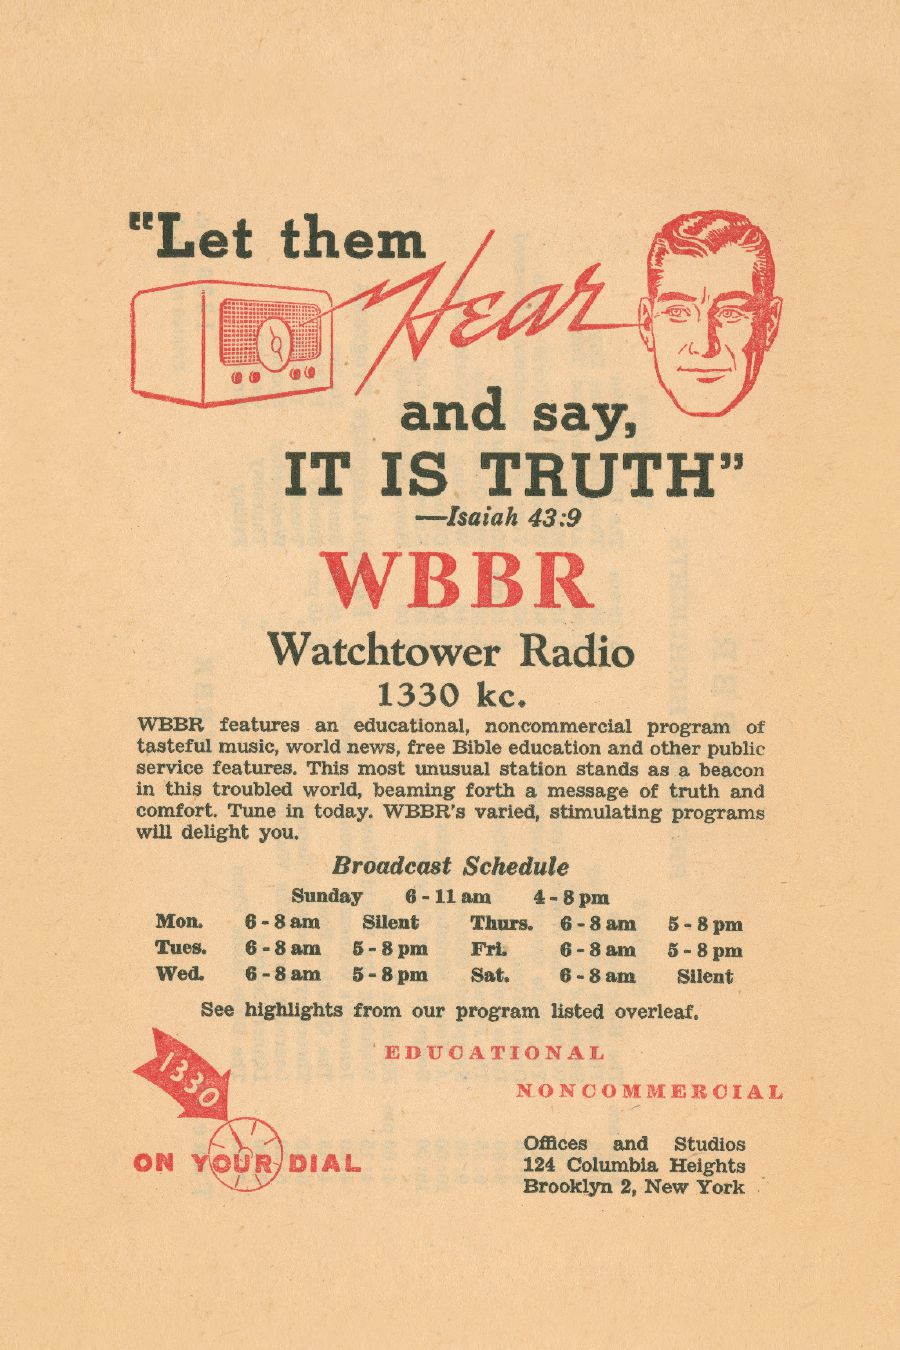 "Let them
Hear
and say,
IT IS TRUTH"
—Isaiah 43:9
WBBR
Watchtower Radio
1330 kc.
WBBR features an educational, noncommercial program of
tasteful music, world news, free Bible education and other public
service features. This most unusual station stands as a beacon
in this troubled world, beaming forth a message of truth and
comfort. Tune in today. WBBR's varied, stimulating programs
will delight you.
Broadcast Schedule
Sunday 6-11 am 4-8 pm
Mon. 6-8 am Silent Thurs. 6-8 am 5-8 pm
Tues. 6-8 am 5-8 pm Fri. 6-8 am 5-8 pm
Wed. 6-8 am 5-8 pm Sat. 6-8 am Silent
See highlights from our program listed overleaf.
EDUCATIONAL
NONCOMMERCIAL
1330
ON YOUR DIAL
Offices and Studios
124 Columbia Heights
Brooklyn 2, New York